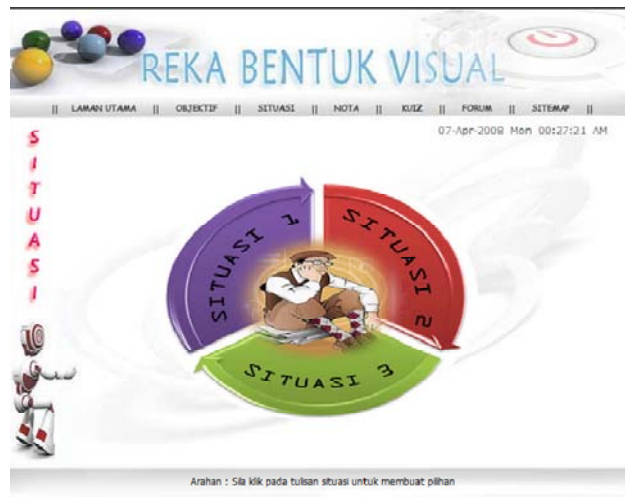 REKA BENTUK VISUAL
|| LAMAN UTAMA || OBJEKTIF || SITUASI || NOTA || KUIZ || FORUM || SITEMAP ||
07-Apr-2008 Mon 00:27:21 AM
SITUASI
SITUASI 1
SITUASI 2
SITUASI 3
Arahan : Sila klik pada tulisan situasi untuk membuat pilihan